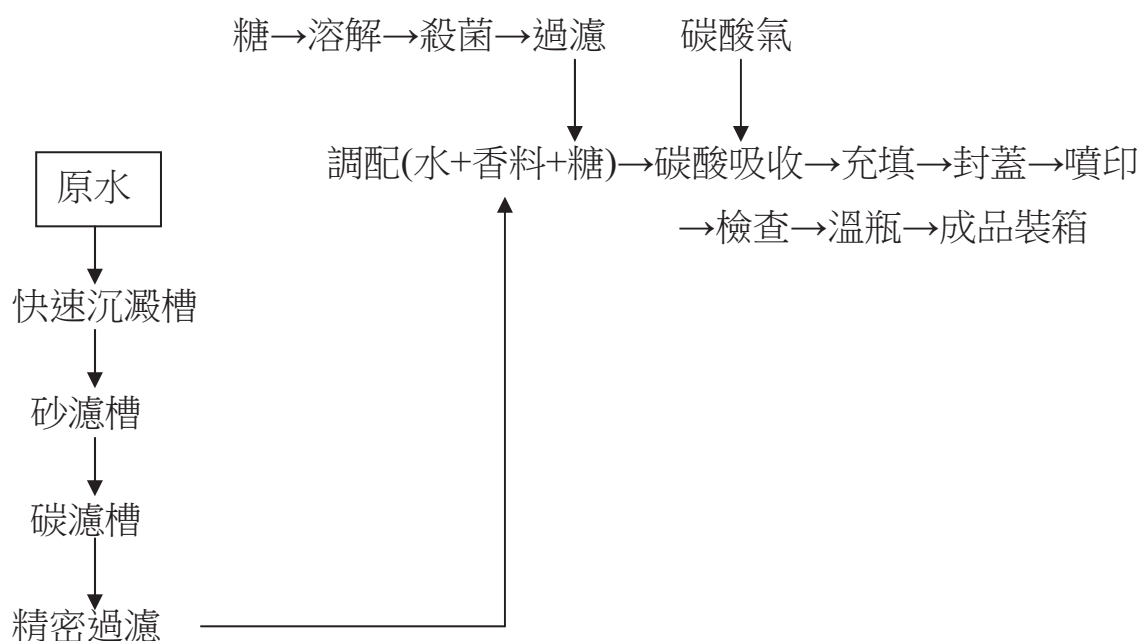 糖→溶解→殺菌→過濾
碳酸氣
調配(水+香料+糖)→碳酸吸收→充填→封蓋→噴印
→檢查→溫瓶→成品裝箱
原水
快速沉澱槽
砂濾槽
碳濾槽
精密過濾